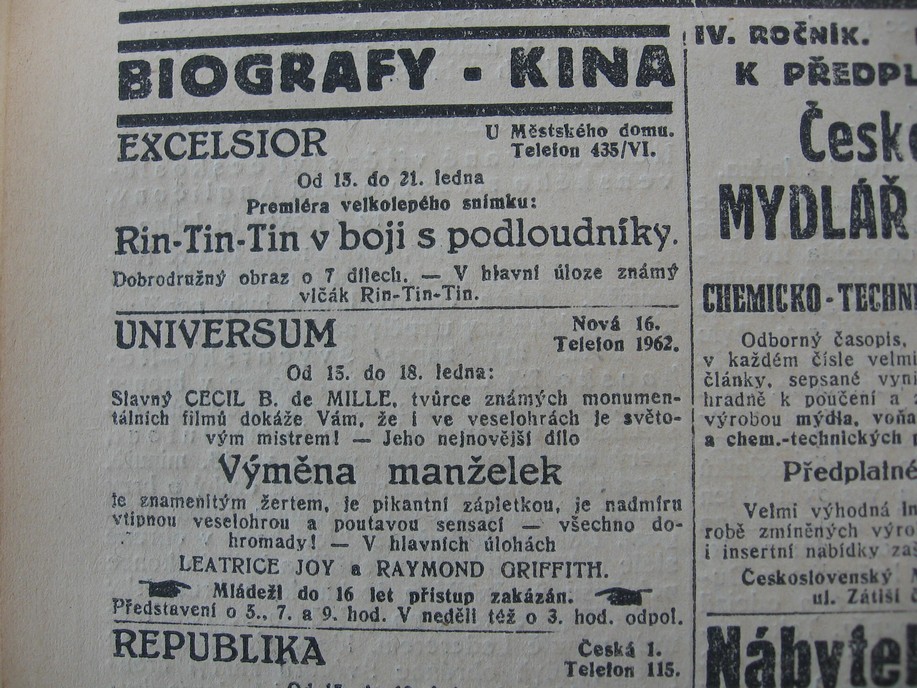 BIOGRAFY - KINA
EXCELSIOR
U Městského domu.
Telefon 435/VI.
Od 15. do 21. ledna
Premiéra velkolepého snímku:
Rin-Tin-Tin v boji s podloudníky.
Dobrodružný obraz o 7 dílech. — V hlavní úloze známý
vlčák Rin-Tin-Tin.
UNIVERSUM
Nová 16.
Telefon 1962.
Od 15. do 18. ledna:
Slavný CECIL B. de MILLE, tvůrce známých monumen-
tálních filmů dokáže Vám, že i ve veselohrách je světo-
vým mistrem! — Jeho nejnovější dílo
Výměna manželek
je znamenitým žertem, je pikantní zápletkou, je nadmíru
vtipnou veselohrou a poutavou sensací — všechno do-
hromady! — V hlavních úlohách
LEATRICE JOY a RAYMOND GRIFFITH.
Mládeži do 16 let přístup zakázán.
Představení o 5., 7. a 9. hod. V neděli též o 3. hod. odpol.
REPUBLIKA
Česká 1.
Telefon 115.
IV. ROČNÍK.
K PŘEDPL
Česk
MYDLÁŘ
CHEMICKO-TECHN
Odborný časopis,
v každém čísle velmi
články, sepsané vyni
hradně k poučení a
výrobou mýdla, voňa
a chem.-technických
Předplatné
Velmi výhodná in
robě zmíněných výro
i insertní nabídky za
Československý
ul. Zátiší
Nábytel